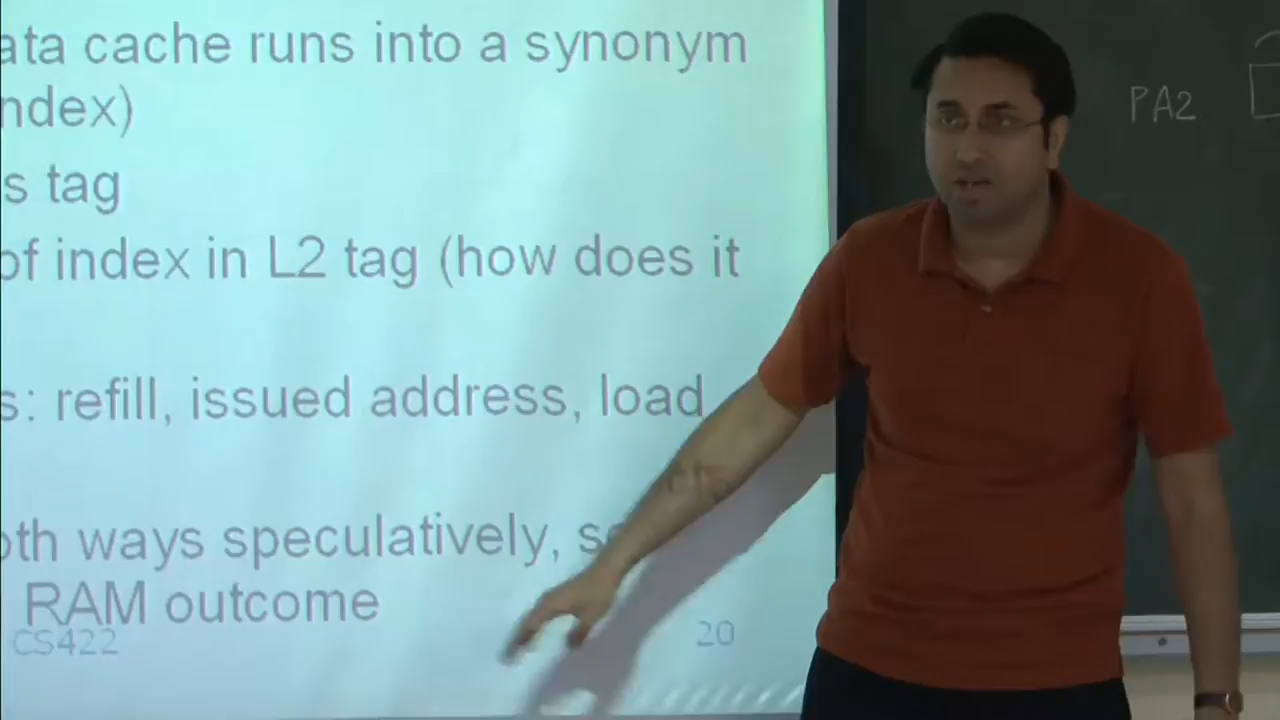 ata cache runs into a synonym
ndex)
s tag
of index in L2 tag (how does it
s: refill, issued address, load
oth ways speculatively, se
RAM outcome
CS422
20
PA2